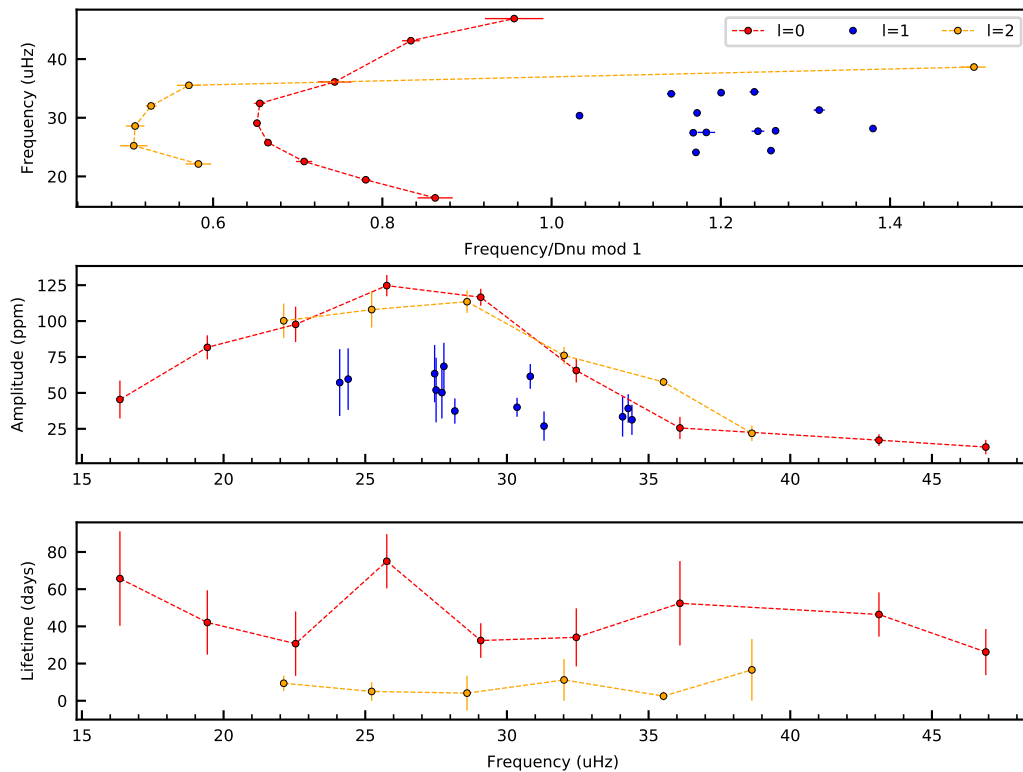 l=0 l=1 l=2
Frequency (uHz)
40
30
20
0.6 0.8 1.0 1.2 1.4
Frequency/Dnu mod 1
Amplitude (ppm)
125
100
75
50
25
15 20 25 30 35 40 45
Lifetime (days)
80
60
40
20
0
15 20 25 30 35 40 45
Frequency (uHz)